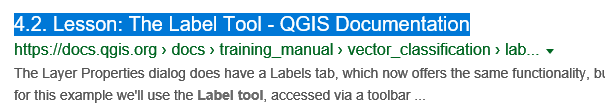 4.2. Lesson: The Label Tool - QGIS Documentation
https://docs.qgis.org › docs › training_manual › vector_classification › lab...
The Layer Properties dialog does have a Labels tab, which now offers the same functionality,
for this example we'll use the Label tool, accessed via a toolbar ...